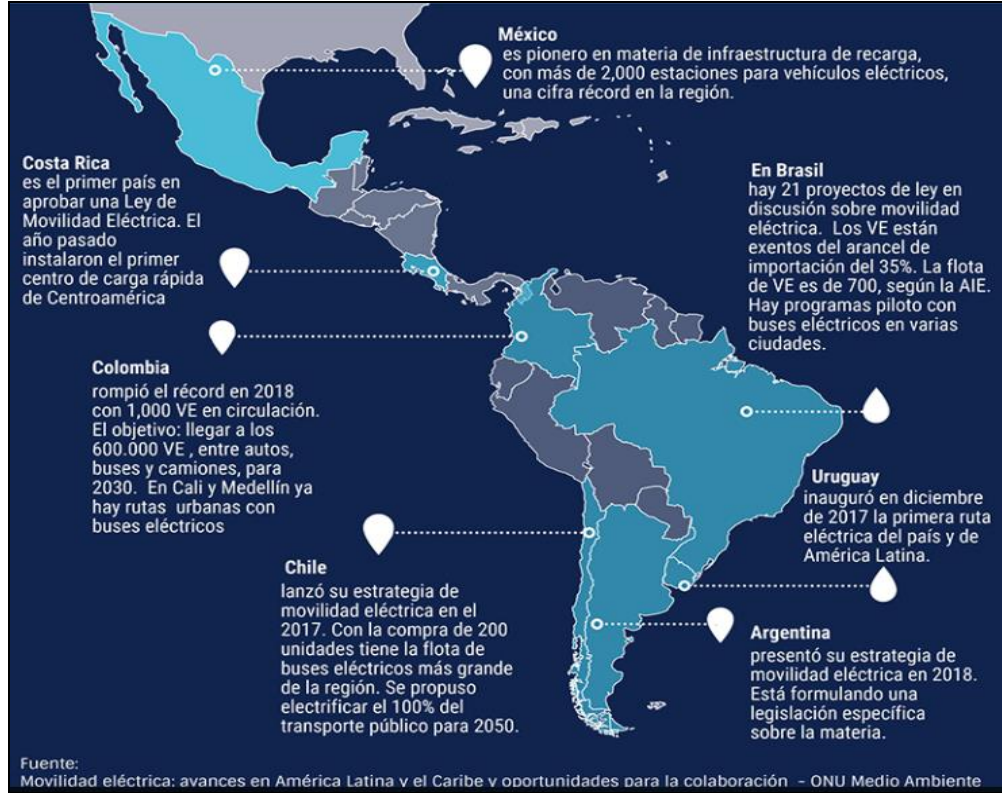 México
es pionero en materia de infraestructura de recarga,
con más de 2,000 estaciones para vehículos eléctricos,
una cifra récord en la región.
Costa Rica
es el primer país en
aprobar una Ley de
Movilidad Eléctrica. El
año pasado
instalaron el primer
centro de carga rápida
de Centroamérica
En Brasil
hay 21 proyectos de ley en
discusión sobre movilidad
eléctrica. Los VE están
exentos del arancel de
importación del 35%. La flota
de VE es de 700, según la AIE.
Hay programas piloto con
buses eléctricos en varias
ciudades.
Colombia
rompió el récord en 2018
con 1,000 VE en circulación.
El objetivo: llegar a los
600.000 VE , entre autos,
buses y camiones, para
2030. En Cali y Medellín ya
hay rutas urbanas con
buses eléctricos
Uruguay
inauguró en diciembre
de 2017 la primera ruta
eléctrica del país y de
América Latina.
Chile
lanzó su estrategia de
movilidad eléctrica en el
2017. Con la compra de 200
unidades tiene la flota de
buses eléctricos más grande
de la región. Se propuso
electrificar el 100% del
transporte público para 2050.
Argentina
presentó su estrategia de
movilidad eléctrica en 2018.
Está formulando una
legislación específica
sobre la materia.
Fuente:
Movilidad eléctrica: avances en América Latina y el Caribe y oportunidades para la colaboración – ONU Medio Ambiente